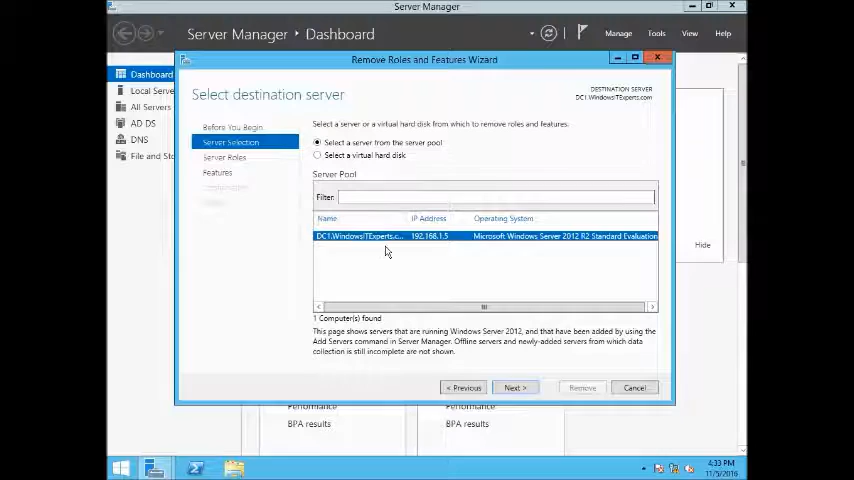 Server Manager
Server Manager • Dashboard
Manage Tools View Help
Dashboard
Local Serve
All Servers
AD DS
DNS
File and Sto
Remove Roles and Features Wizard
Select destination server
DESTINATION SERVER
DC1.WindowsITExperts.com
Before You Begin
Server Selection
Server Roles
Features
Select a server or a virtual hard disk from which to remove roles and features.
Select a server from the server pool
Select a virtual hard disk
Server Pool
Filter:
Name IP Address Operating System
DC1.WindowsITExperts.c... 192.168.1.5 Microsoft Windows Server 2012 R2 Standard Evaluation
1 Computer(s) found
This page shows servers that are running Windows Server 2012, and that have been added by using the
Add Servers command in Server Manager. Offline servers and newly-added servers from which data
collection is still incomplete are not shown.
< Previous Next > Remove Cancel
Hide
Performance Performance
BPA results BPA results
4:33 PM
11/5/2016